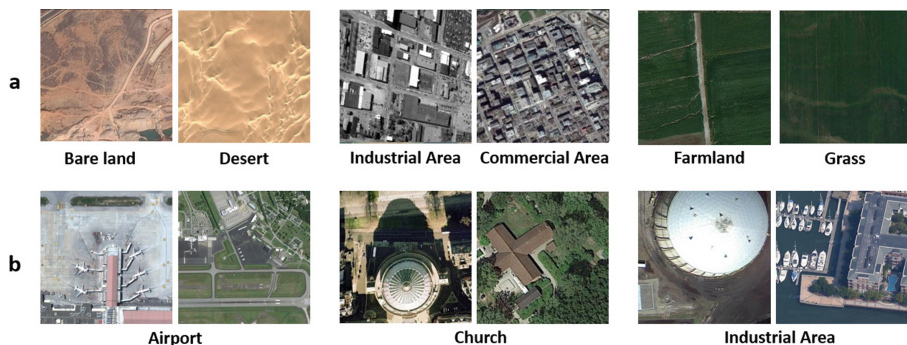 a
Bare land Desert Industrial Area Commercial Area Farmland Grass
b
Airport Church Industrial Area